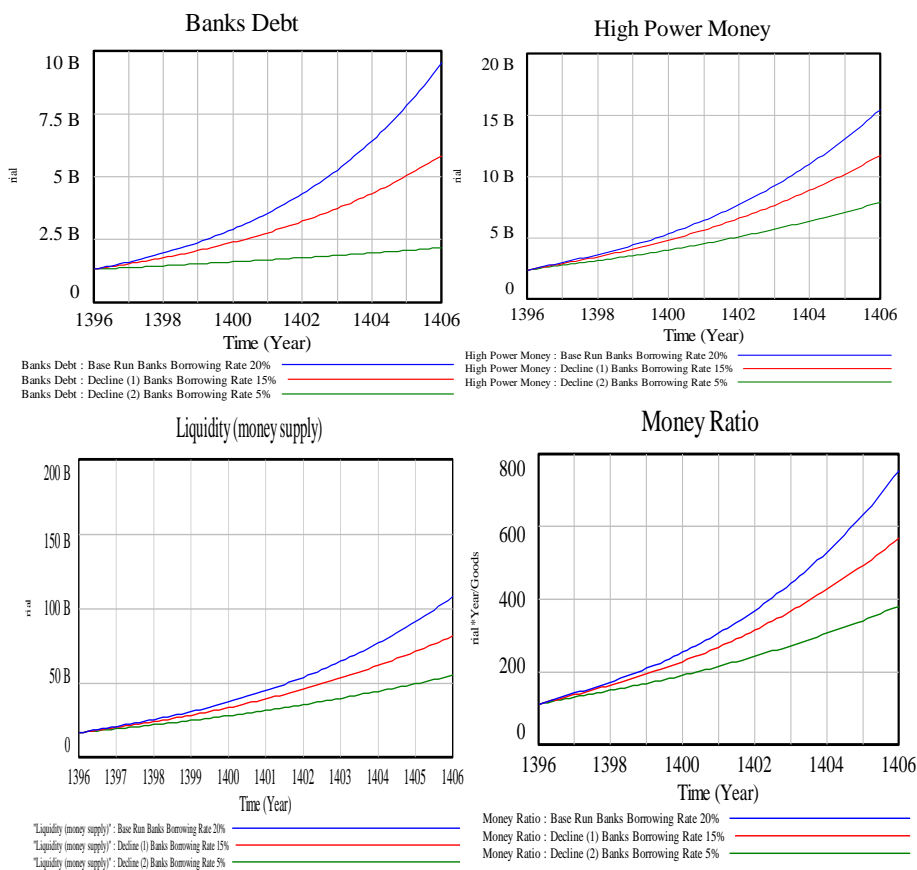 Banks Debt
10 B
7.5 B
5 B
2.5 B
0
rial
1396 1398 1400 1402 1404 1406
Time (Year)
Banks Debt : Base Run Banks Borrowing Rate 20%
Banks Debt : Decline (1) Banks Borrowing Rate 15%
Banks Debt : Decline (2) Banks Borrowing Rate 5%
High Power Money
20 B
15 B
10 B
5 B
0
rial
1396 1398 1400 1402 1404 1406
Time (Year)
High Power Money : Base Run Banks Borrowing Rate 20%
High Power Money : Decline (1) Banks Borrowing Rate 15%
High Power Money : Decline (2) Banks Borrowing Rate 5%
Liquidity (money supply)
200 B
150 B
100 B
50 B
0
rial
1396 1397 1398 1399 1400 1401 1402 1403 1404 1405 1406
Time (Year)
"Liquidity (money supply)" : Base Run Banks Borrowing Rate 20%
"Liquidity (money supply)" : Decline (1) Banks Borrowing Rate 15%
"Liquidity (money supply)" : Decline (2) Banks Borrowing Rate 5%
Money Ratio
800
600
400
200
0
rial*Year/Goods
1396 1398 1400 1402 1404 1406
Time (Year)
Money Ratio : Base Run Banks Borrowing Rate 20%
Money Ratio : Decline (1) Banks Borrowing Rate 15%
Money Ratio : Decline (2) Banks Borrowing Rate 5%